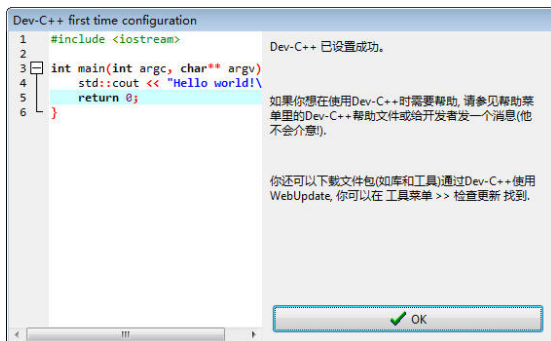 Dev-C++ first time configuration
1 #include <iostream>
2
3 int main(int argc, char** argv)
4 std::cout << "Hello world!\
5 return 0;
6 }
Dev-C++ 已设置成功。
如果你想在使用Dev-C++时需要帮助, 请参见帮助菜
单里的Dev-C++帮助文件或给开发者发一个消息(他
不会介意!).
你还可以下载文件包(如库和工具)通过Dev-C++使用
WebUpdate, 你可以在 工具菜单 >> 检查更新 找到.
OK